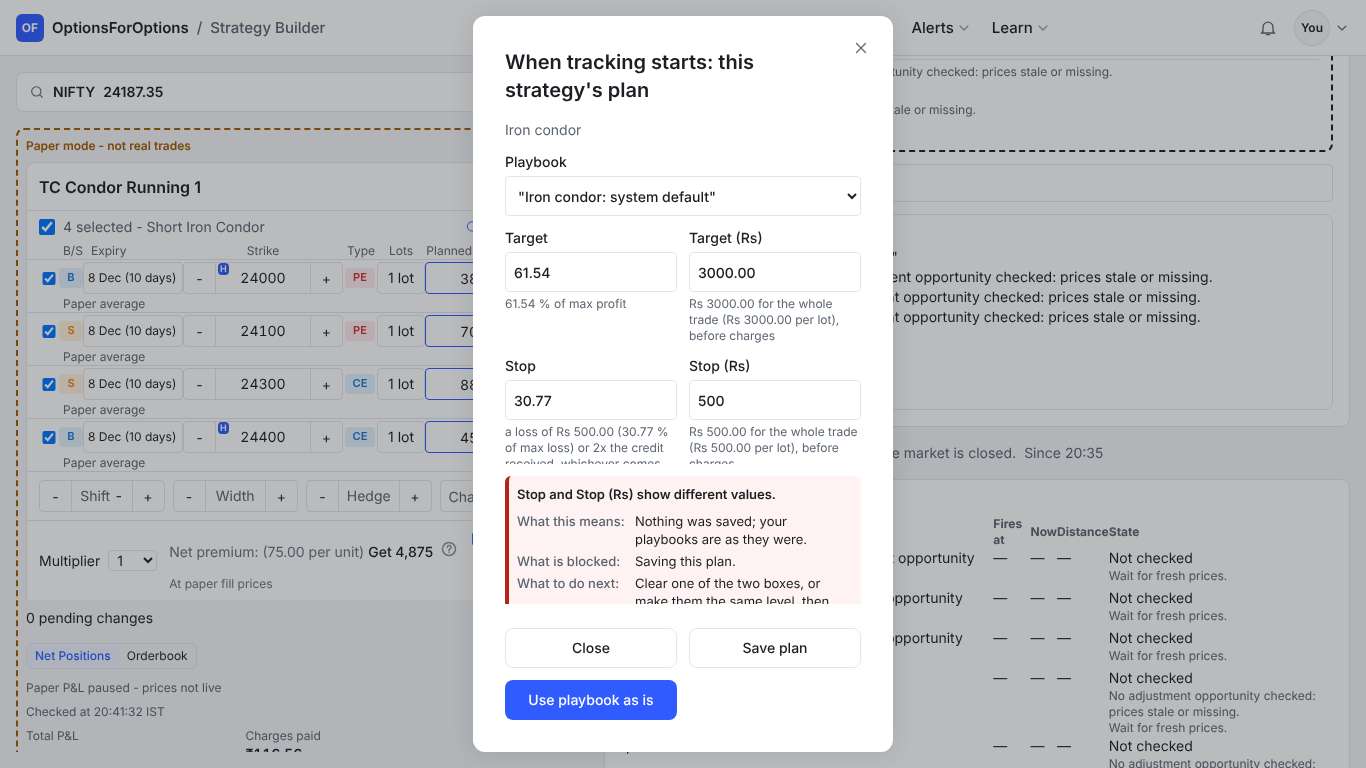 OF OptionsForOptions / Strategy Builder
Alerts
Learn
You
NIFTY 24187.35
Paper mode - not real trades
TC Condor Running 1
4 selected - Short Iron Condor
B/S Expiry Strike Type Lots Planned
B 8 Dec (10 days) - H 24000 + PE 1 lot
Paper average
S 8 Dec (10 days) - 24100 + PE 1 lot
Paper average
S 8 Dec (10 days) - 24300 + CE 1 lot
Paper average
B 8 Dec (10 days) - H 24400 + CE 1 lot
Paper average
- Shift - + - Width + - Hedge +
Multiplier 1 Net premium: (75.00 per unit) Get 4,875
At paper fill prices
0 pending changes
Net Positions Orderbook
Paper P&L paused - prices not live
Checked at 20:41:32 IST
Total P&L Charges paid
When tracking starts: this
strategy's plan
Iron condor
Playbook
"Iron condor: system default"
Target Target (Rs)
61.54 3000.00
61.54 % of max profit
Rs 3000.00 for the whole
trade (Rs 3000.00 per lot),
before charges
Stop Stop (Rs)
30.77 500
a loss of Rs 500.00 (30.77 %
of max loss) or 2x the credit
received, whichever comes
Rs 500.00 for the whole trade
(Rs 500.00 per lot), before
charges
Stop and Stop (Rs) show different values.
What this means: Nothing was saved; your
playbooks are as they were.
What is blocked: Saving this plan.
What to do next: Clear one of the two boxes, or
make them the same level, then
Close Save plan
Use playbook as is
checked: prices stale or missing.
stale or missing.
opportunity checked: prices stale or missing.
opportunity checked: prices stale or missing.
opportunity checked: prices stale or missing.
market is closed. Since 20:35
Fires
at Now Distance State
opportunity — — — Not checked
Wait for fresh prices.
opportunity — — — Not checked
Wait for fresh prices.
opportunity — — — Not checked
Wait for fresh prices.
— — — Not checked
No adjustment opportunity checked:
prices stale or missing.
Wait for fresh prices.
— — — Not checked
No adjustment opportunity checked: